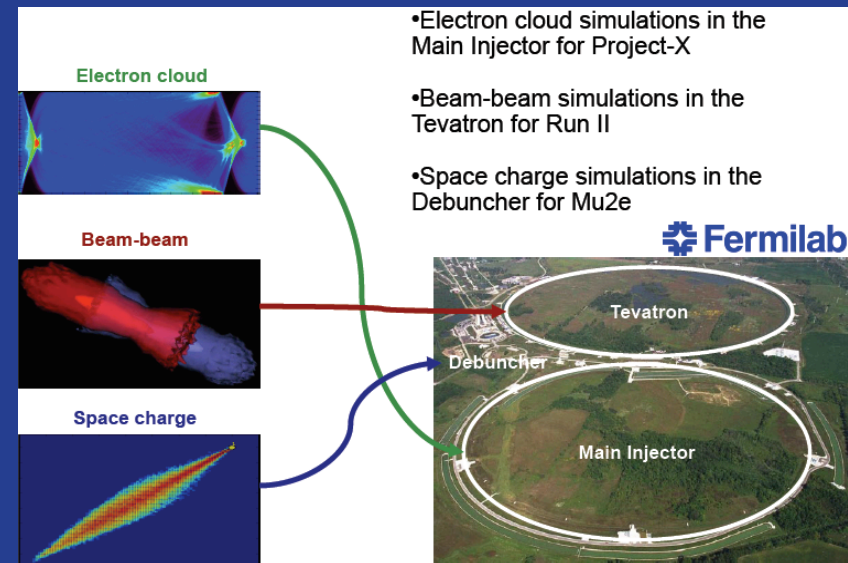 •Electron cloud simulations in the
Main Injector for Project-X
•Beam-beam simulations in the
Tevatron for Run II
•Space charge simulations in the
Debuncher for Mu2e
Electron cloud
Beam-beam
Space charge
Fermilab
Tevatron
Debuncher
Main Injector